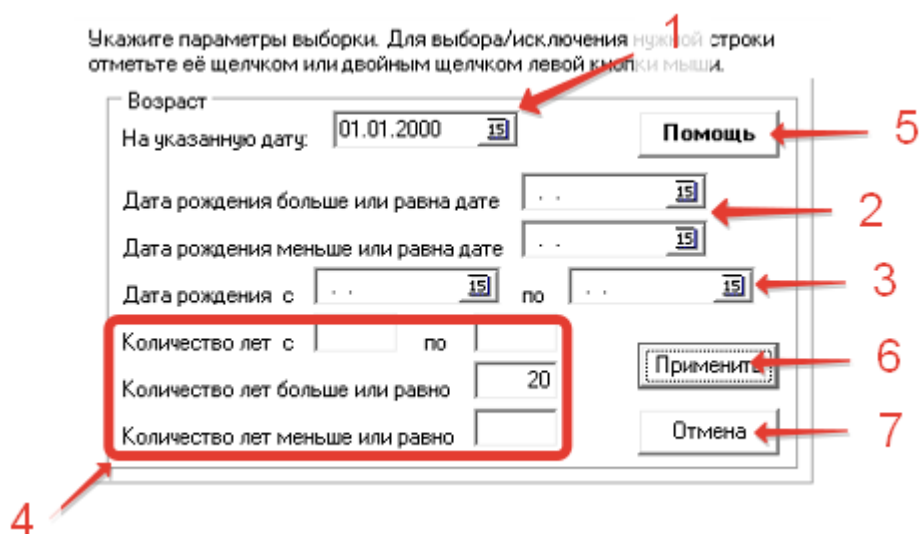 1
Укажите параметры выборки. Для выбора/исключения нужной строки
отметьте её щелчком или двойным щелчком левой кнопки мыши.
Возраст
На указанную дату: 01.01.2000 15
Помощь 5
Дата рождения больше или равна дате . . 15
2
Дата рождения меньше или равна дате . . 15
Дата рождения с . . 15 по . . 15 3
Количество лет с по
Применить 6
Количество лет больше или равно 20
Количество лет меньше или равно
Отмена 7
4